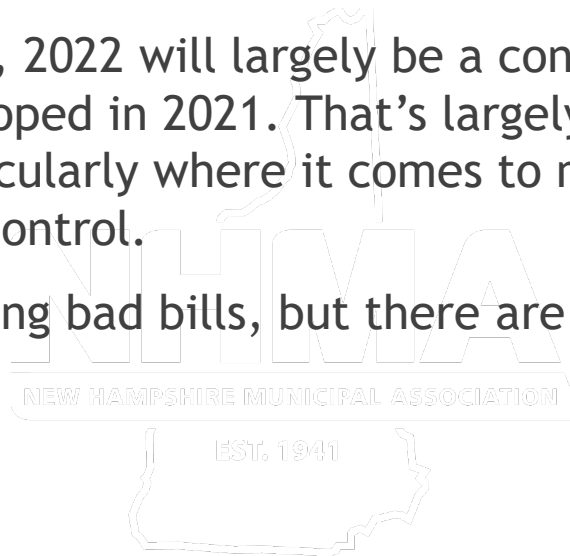 , 2022 will largely be a con
oped in 2021. That’s largely
cularly where it comes to
ontrol.
ng bad bills, but there are
NHMA
NEW HAMPSHIRE MUNICIPAL ASSOCIATION
EST. 1941